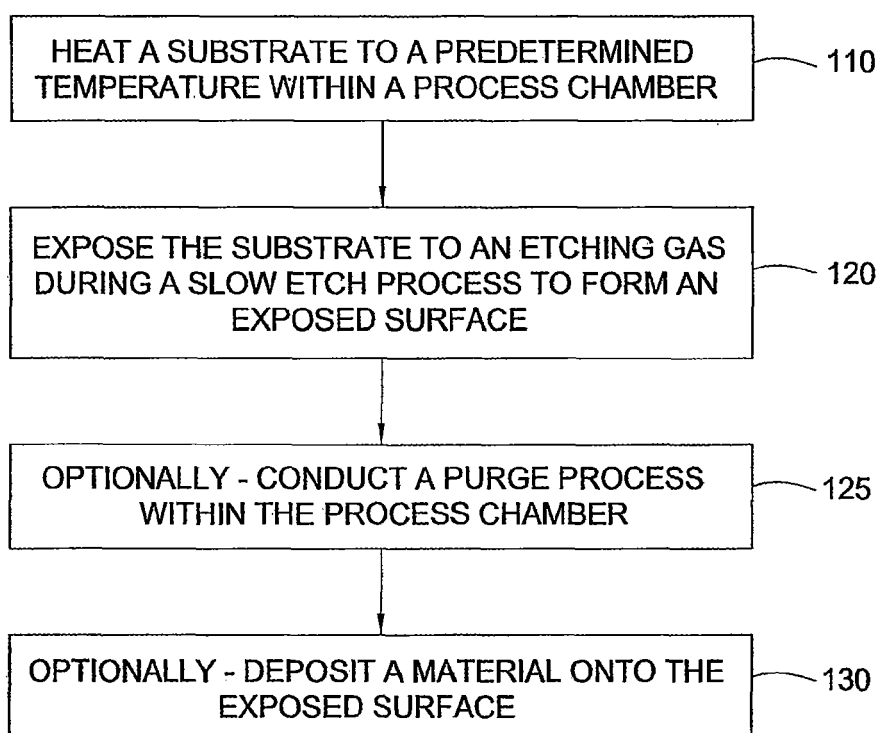 HEAT A SUBSTRATE TO A PREDETERMINED
TEMPERATURE WITHIN A PROCESS CHAMBER
110
EXPOSE THE SUBSTRATE TO AN ETCHING GAS
DURING A SLOW ETCH PROCESS TO FORM AN
EXPOSED SURFACE
120
OPTIONALLY - CONDUCT A PURGE PROCESS
WITHIN THE PROCESS CHAMBER
125
OPTIONALLY - DEPOSIT A MATERIAL ONTO THE
EXPOSED SURFACE
130